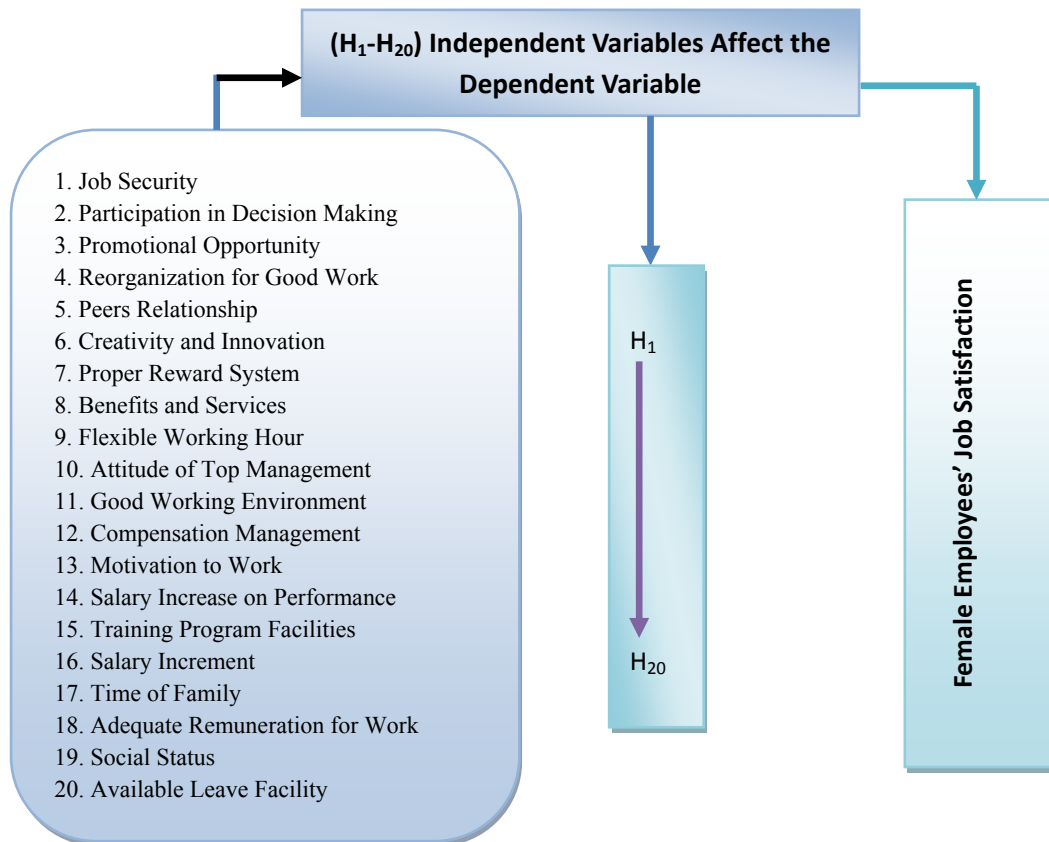 (H₁-H₂₀) Independent Variables Affect the
Dependent Variable
1. Job Security
2. Participation in Decision Making
3. Promotional Opportunity
4. Reorganization for Good Work
5. Peers Relationship
6. Creativity and Innovation
7. Proper Reward System
8. Benefits and Services
9. Flexible Working Hour
10. Attitude of Top Management
11. Good Working Environment
12. Compensation Management
13. Motivation to Work
14. Salary Increase on Performance
15. Training Program Facilities
16. Salary Increment
17. Time of Family
18. Adequate Remuneration for Work
19. Social Status
20. Available Leave Facility
H₁
H₂₀
Female Employees’ Job Satisfaction